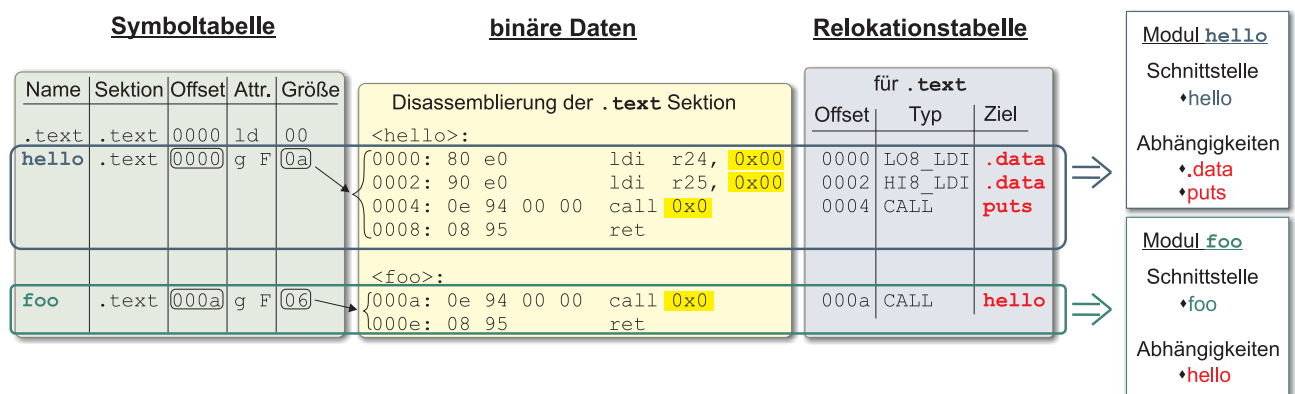 Symboltabelle
Name Sektion Offset Attr. Größe
.text .text 0000 ld 00
hello .text 0000 g F 0a
foo .text 000a g F 06
binäre Daten
Disassemblierung der .text Sektion
<hello>:
0000: 80 e0 ldi r24, 0x00
0002: 90 e0 ldi r25, 0x00
0004: 0e 94 00 00 call 0x0
0008: 08 95 ret
<foo>:
000a: 0e 94 00 00 call 0x0
000e: 08 95 ret
Relokationstabelle
für .text
Offset Typ Ziel
0000 LO8_LDI .data
0002 HI8_LDI .data
0004 CALL puts
000a CALL hello
Modul hello
Schnittstelle
♦hello
Abhängigkeiten
♦.data
♦puts
Modul foo
Schnittstelle
♦foo
Abhängigkeiten
♦hello